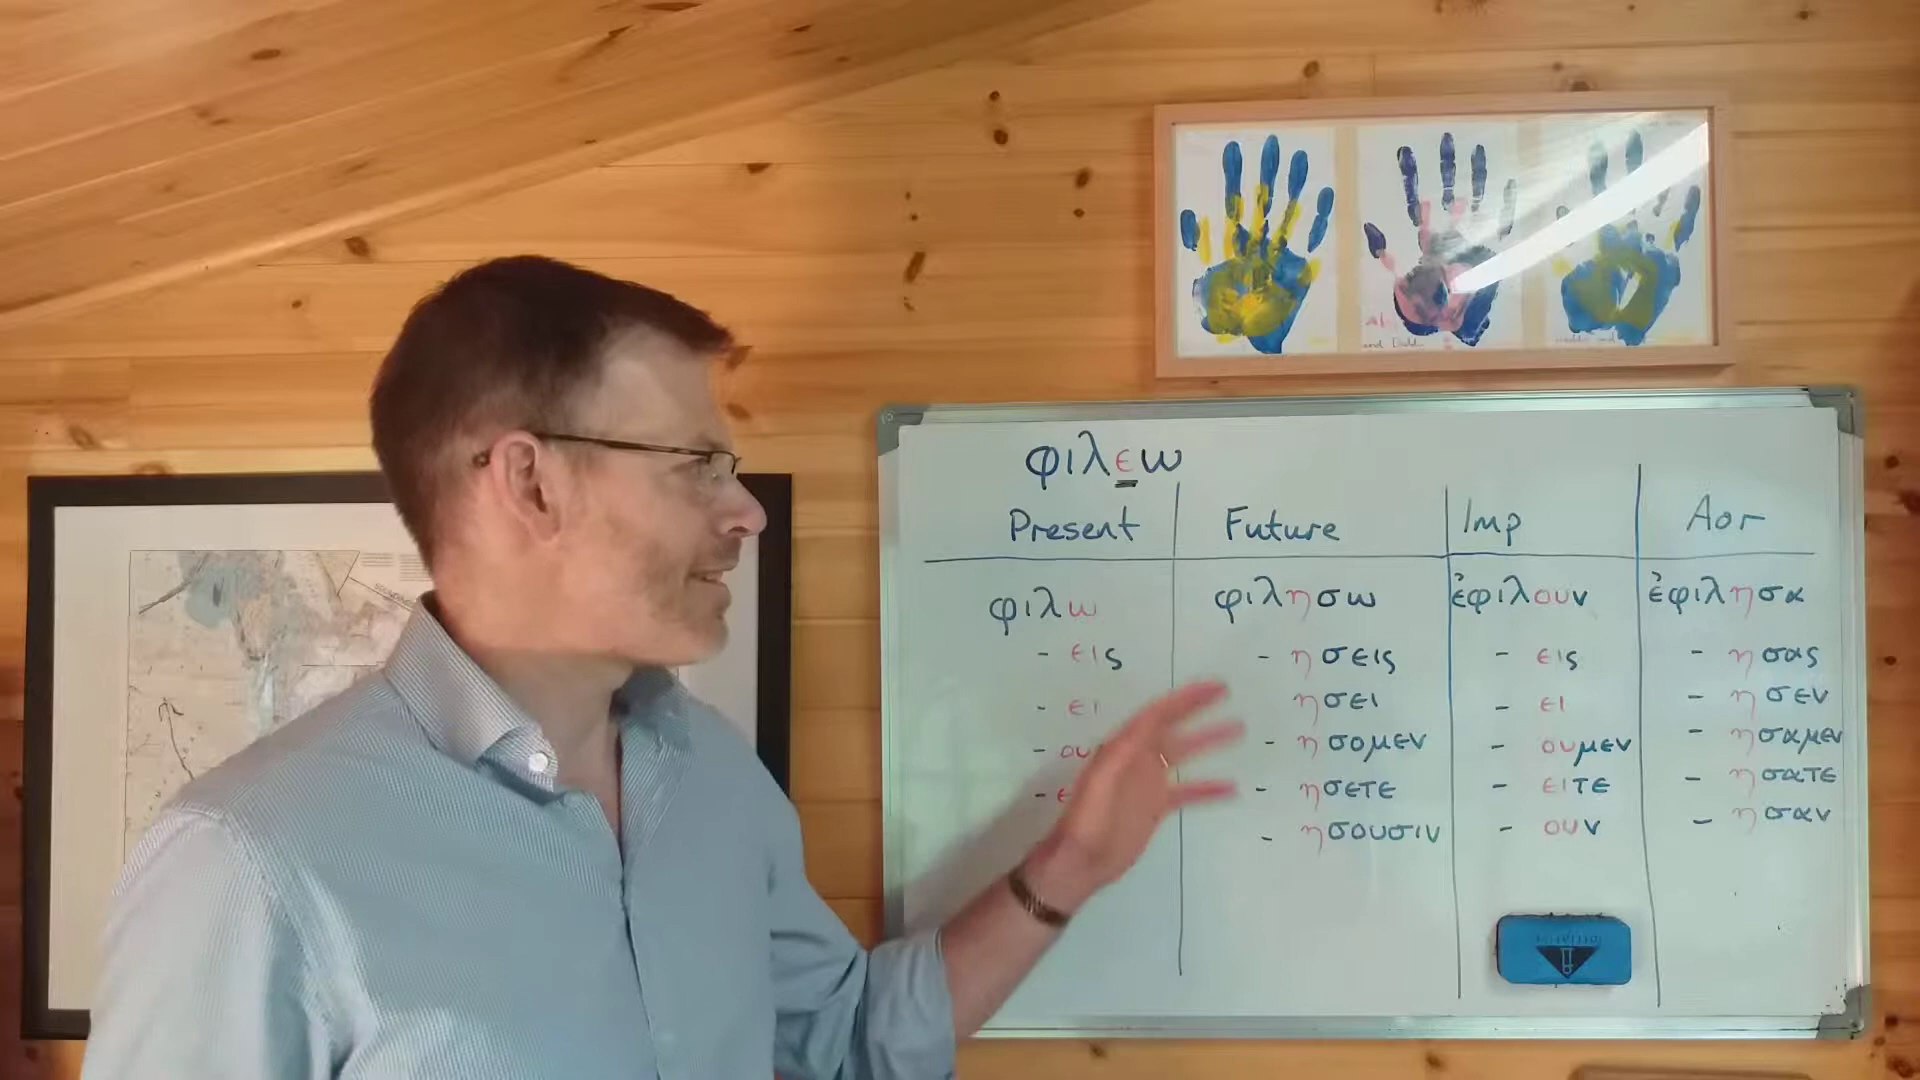 φιλεω
Present Future Imp Aor
φιλω φιλησω ἐφιλουν ἐφιλησα
- εις - ησεις - εις - ησας
- ει ησει - ει - ησεν
- ησομεν - ουμεν - ησαμεν
- ησετε - ειτε - ησατε
- ησουσιν - ουν - ησαν